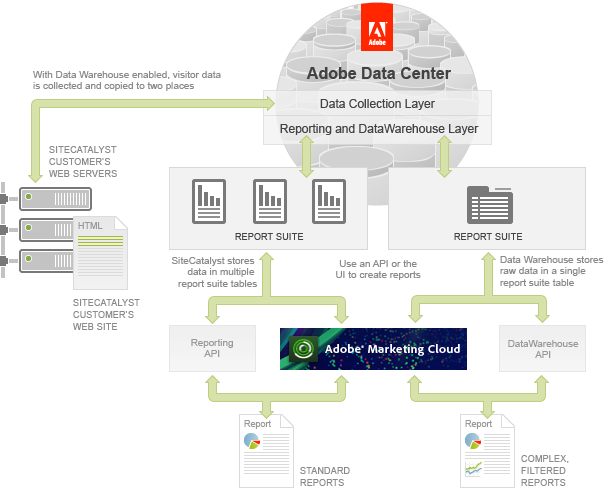 Adobe
Adobe Data Center
With Data Warehouse enabled, visitor data
is collected and copied to two places
Data Collection Layer
Reporting and DataWarehouse Layer
SITECATALYST
CUSTOMER'S
WEB SERVERS
HTML
SITECATALYST
CUSTOMER'S
WEB SITE
REPORT SUITE
REPORT SUITE
SiteCatalyst stores
data in multiple
report suite tables
Use an API or the
UI to create reports
Data Warehouse stores
raw data in a single
report suite table
Reporting
API
Adobe® Marketing Cloud
DataWarehouse
API
Report
STANDARD
REPORTS
Report
COMPLEX,
FILTERED
REPORTS